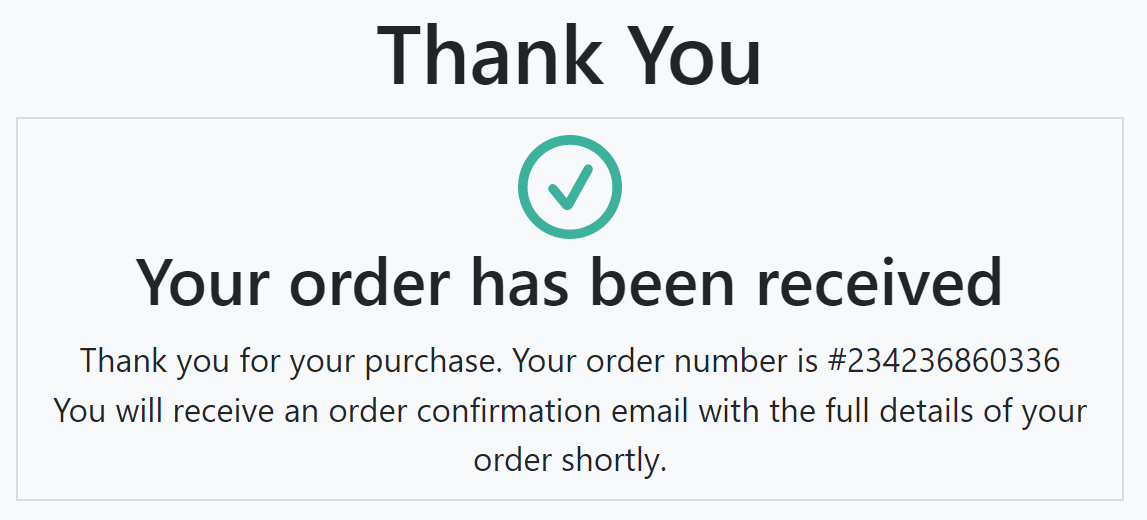 Thank You
Your order has been received
Thank you for your purchase. Your order number is #234236860336
You will receive an order confirmation email with the full details of your
order shortly.